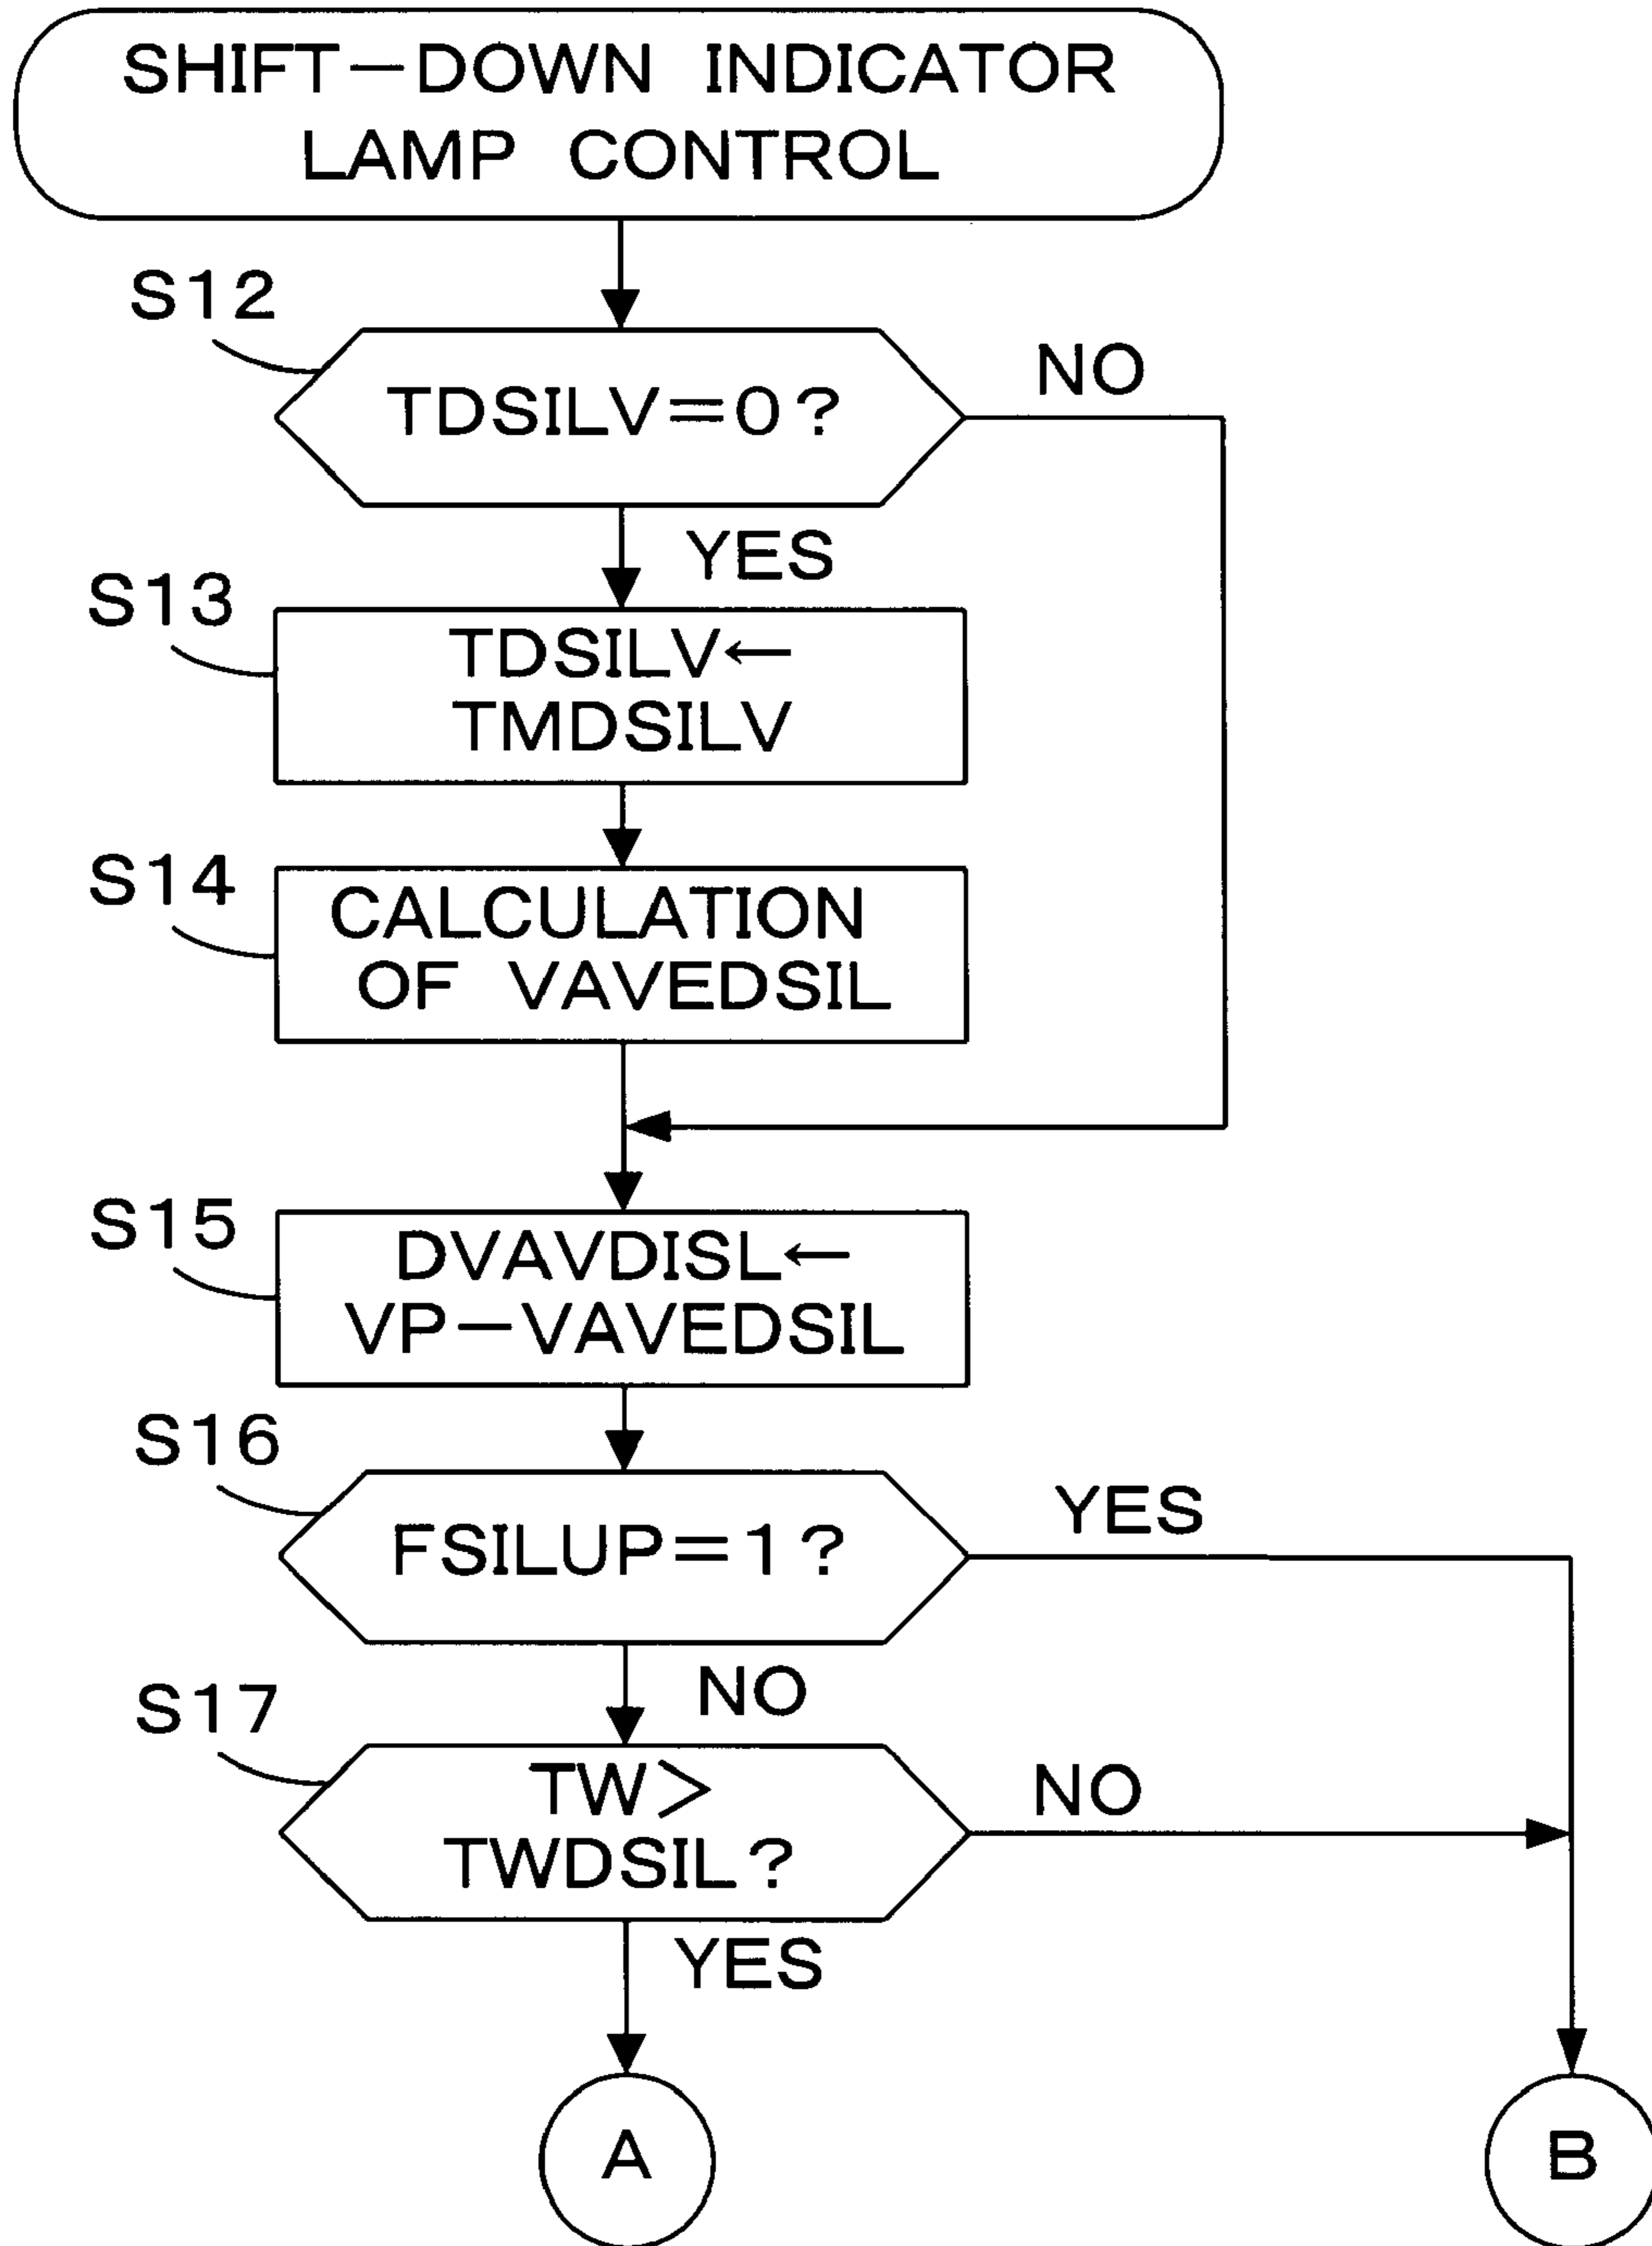 SHIFT-DOWN INDICATOR
LAMP CONTROL
S12
TDSILV=0?
NO
YES
S13
TDSILV←
TMDSILV
S14
CALCULATION
OF VAVEDSIL
S15
DVAVDISL←
VP-VAVEDSIL
S16
FSILUP=1?
YES
NO
S17
TW>
TWDSIL?
NO
YES
A
B